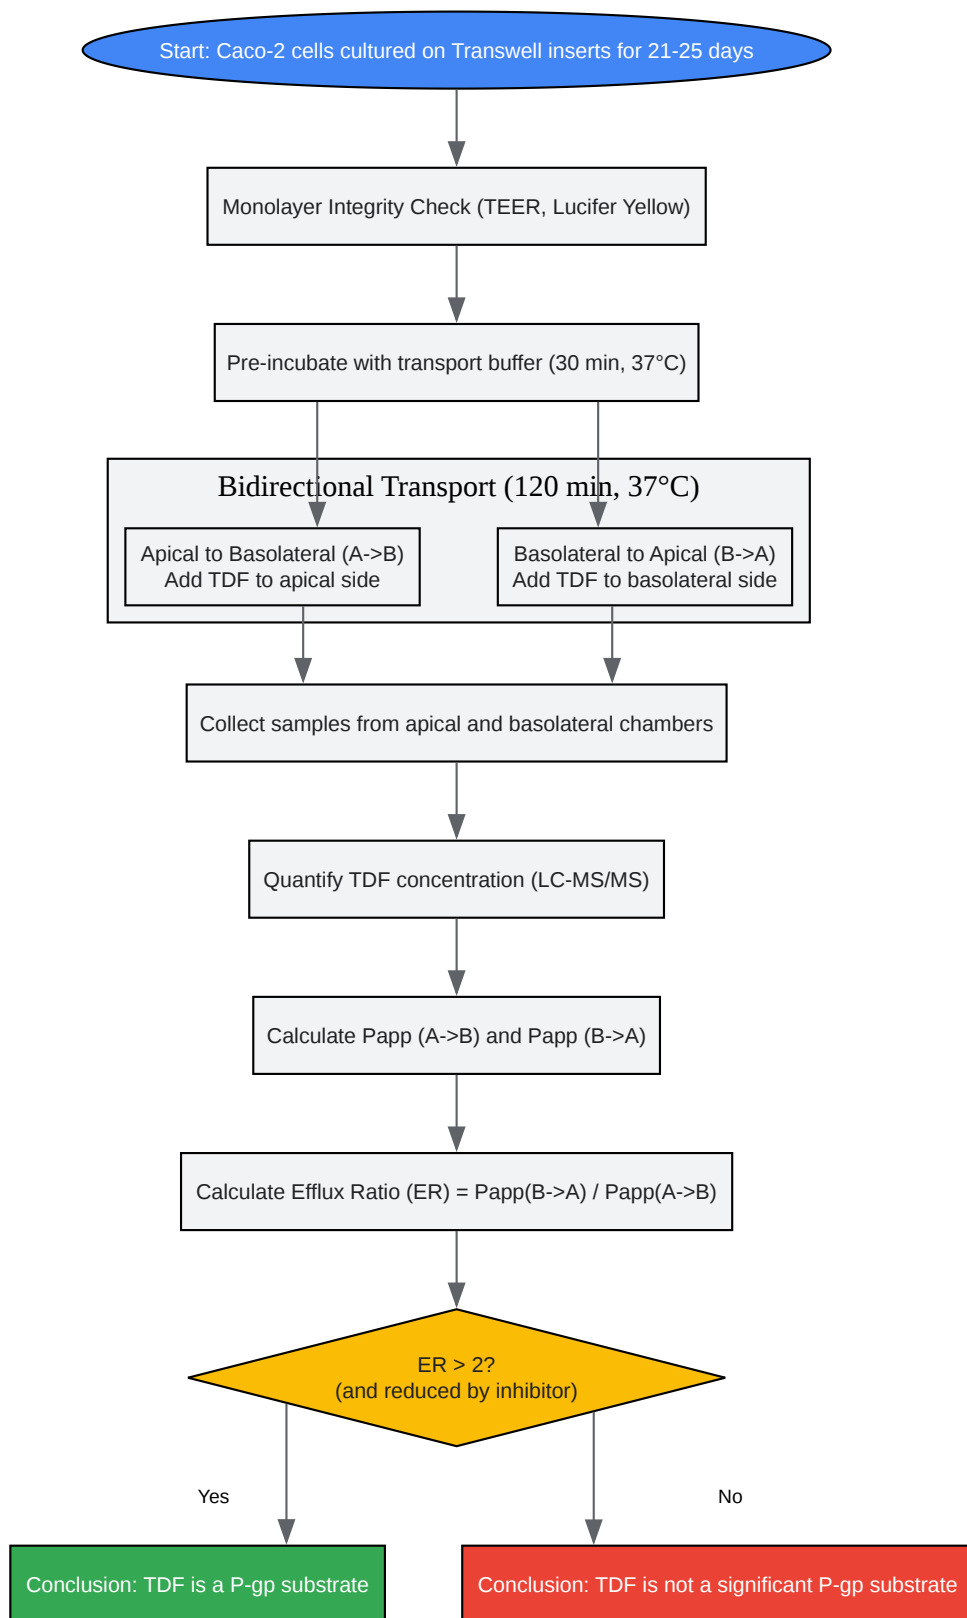 Start: Caco-2 cells cultured on Transwell inserts for 21-25 days
Monolayer Integrity Check (TEER, Lucifer Yellow)
Pre-incubate with transport buffer (30 min, 37°C)
Bidirectional Transport (120 min, 37°C)
Apical to Basolateral (A->B)
Add TDF to apical side
Basolateral to Apical (B->A)
Add TDF to basolateral side
Collect samples from apical and basolateral chambers
Quantify TDF concentration (LC-MS/MS)
Calculate Papp (A->B) and Papp (B->A)
Calculate Efflux Ratio (ER) = Papp(B->A) / Papp(A->B)
ER > 2?
(and reduced by inhibitor)
Yes
No
Conclusion: TDF is a P-gp substrate
Conclusion: TDF is not a significant P-gp substrate